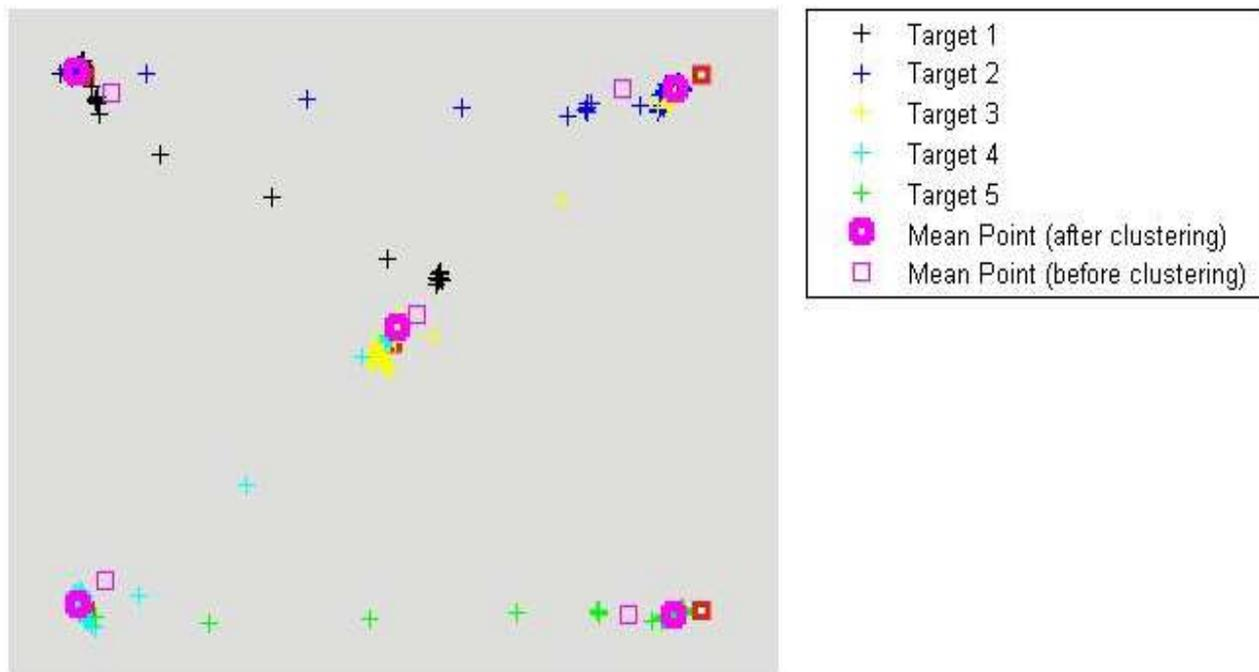 Target 1
Target 2
Target 3
Target 4
Target 5
Mean Point (after clustering)
Mean Point (before clustering)